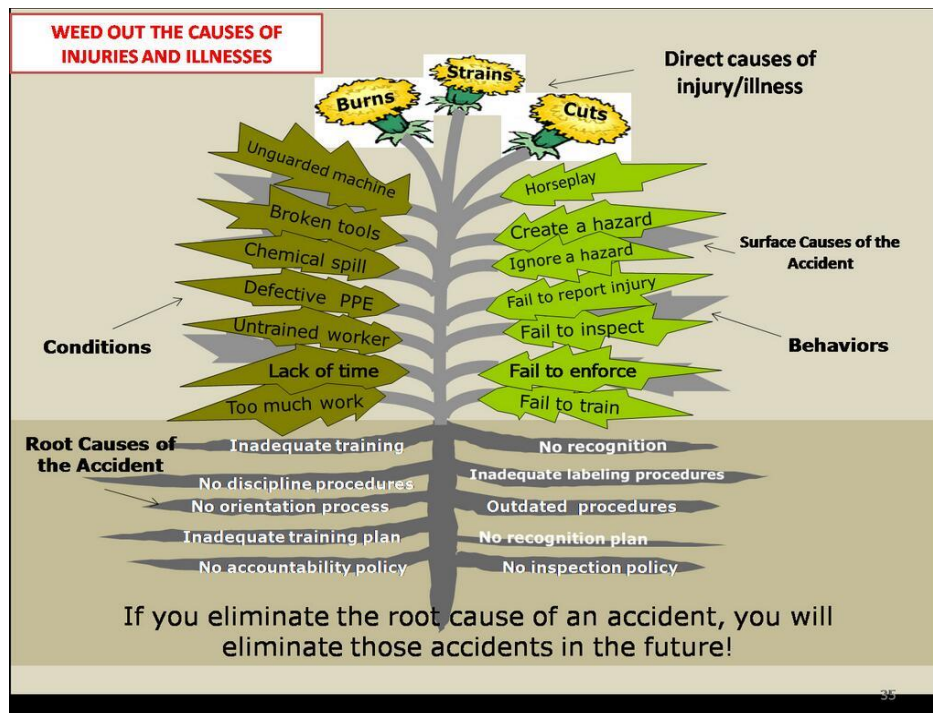 WEED OUT THE CAUSES OF
INJURIES AND ILLNESSES
Burns
Strains
Cuts
Direct causes of
injury/illness
Unguarded machine
Broken tools
Chemical spill
Defective PPE
Untrained worker
Lack of time
Too much work
Horseplay
Create a hazard
Ignore a hazard
Fail to report injury
Fail to inspect
Fail to enforce
Fail to train
Conditions
Surface Causes of the
Accident
Behaviors
Root Causes of
the Accident
Inadequate training
No discipline procedures
No orientation process
Inadequate training plan
No accountability policy
No recognition
Inadequate labeling procedures
Outdated procedures
No recognition plan
No inspection policy
If you eliminate the root cause of an accident, you will
eliminate those accidents in the future!
35